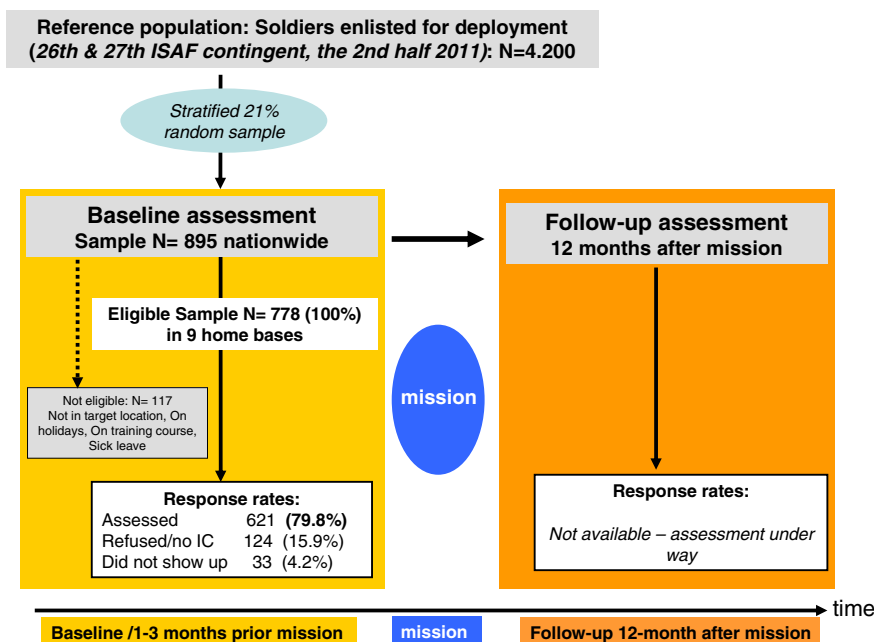 Reference population: Soldiers enlisted for deployment
(26th & 27th ISAF contingent, the 2nd half 2011): N=4.200
Stratified 21%
random sample
Baseline assessment
Sample N= 895 nationwide
Follow-up assessment
12 months after mission
Eligible Sample N= 778 (100%)
in 9 home bases
mission
Not eligible: N= 117
Not in target location, On
holidays, On training course,
Sick leave
Response rates:
Assessed 621 (79.8%)
Refused/no IC 124 (15.9%)
Did not show up 33 (4.2%)
Response rates:
Not available – assessment under
way
time
Baseline /1-3 months prior mission
mission
Follow-up 12-month after mission